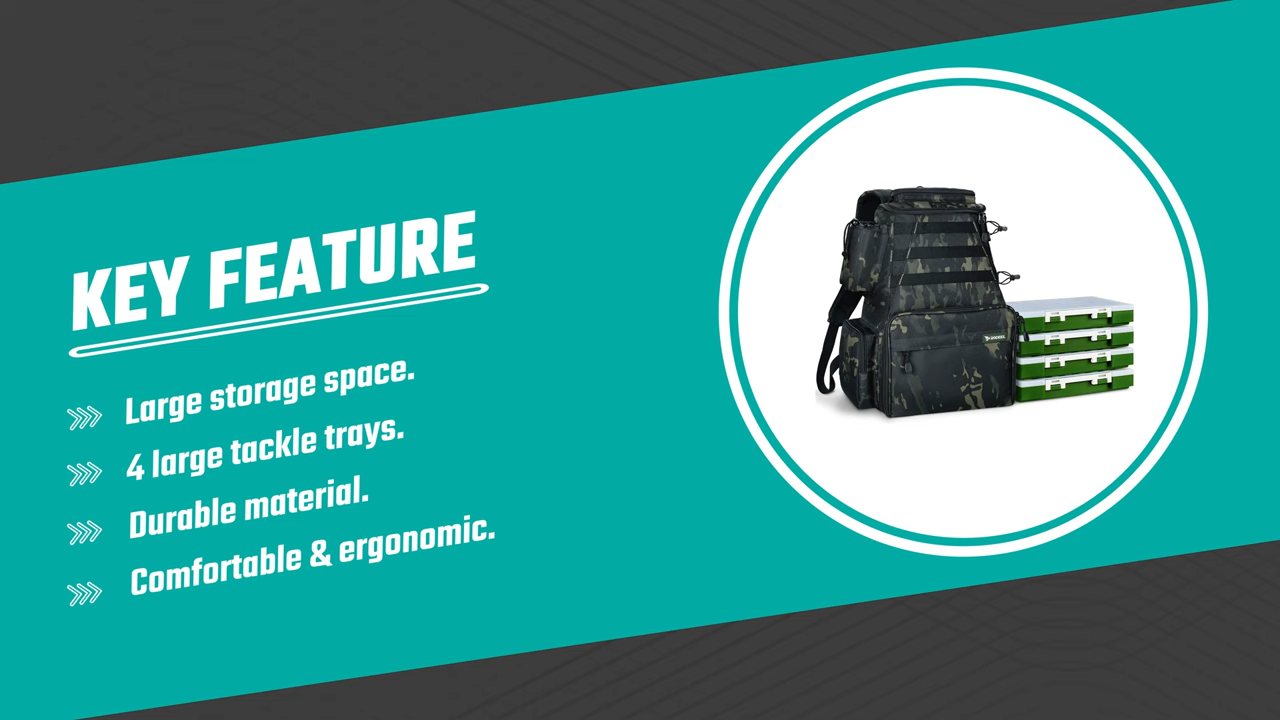 KEY FEATURE
Large storage space.
4 large tackle trays.
Durable material.
Comfortable & ergonomic.